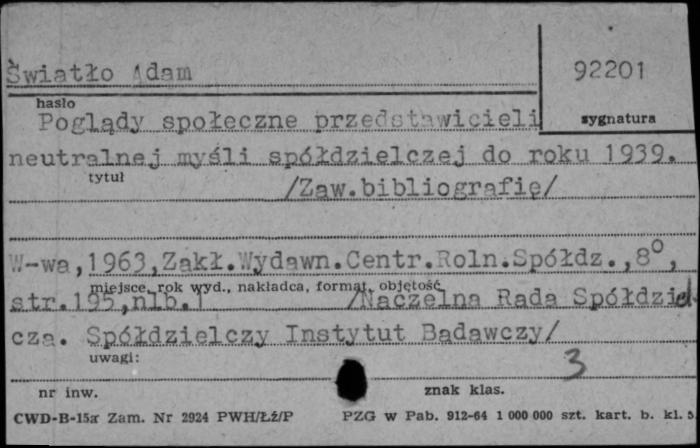 Światło Adam
92201
hasło
sygnatura
Poglądy społeczne przedstawicieli
neutralnej myśli spółdzielczej do roku 1939.
tytuł
/Zaw.bibliografię/
W-wa,1963,Zakł.Wydawn.Centr.Roln.Spółdz.,8°,
miejsce, rok wyd., nakładca, format, objętość
str.195,nlb.1 /Naczelna Rada Spółdziel
cza. Spółdzielczy Instytut Badawczy/
uwagi:
3
nr inw. znak klas.
CWD-B-15a Zam. Nr 2924 PWH/Łź/P PZG w Pab. 912-64 1 000 000 szt. kart. b. kl. 5.